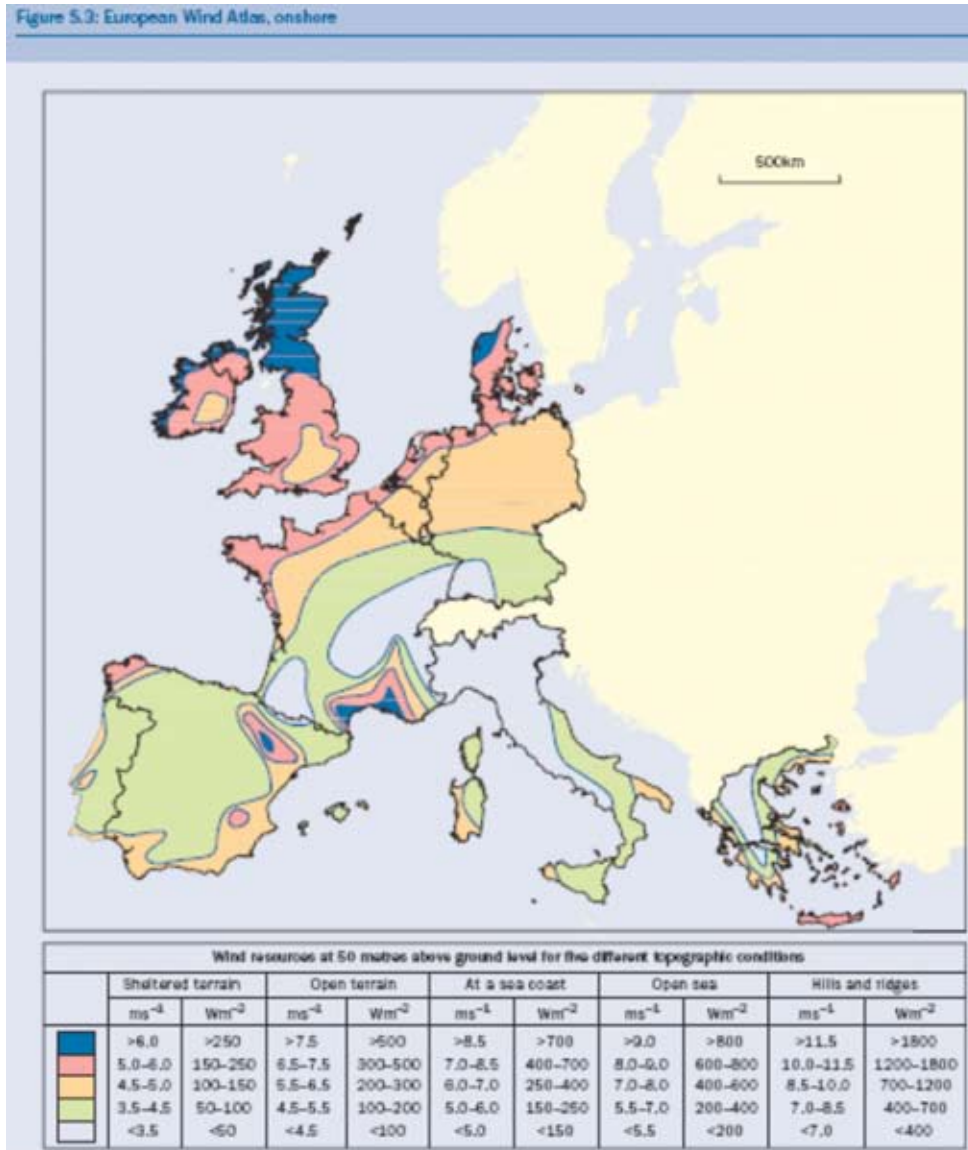 Figure 5.3: European Wind Atlas, onshore
500km
Wind resources at 50 metres above ground level for five different topographic conditions
Sheltered terrain Open terrain At a sea coast Open sea Hills and ridges
ms⁻¹ Wm⁻² ms⁻¹ Wm⁻² ms⁻¹ Wm⁻² ms⁻¹ Wm⁻² ms⁻¹ Wm⁻²
>6.0 >250 >7.5 >500 >8.5 >700 >9.0 >800 >11.5 >1800
5.0–6.0 150–250 6.5–7.5 300–500 7.0–8.5 400–700 8.0–9.0 600–800 10.0–11.5 1200–1800
4.5–5.0 100–150 5.5–6.5 200–300 6.0–7.0 250–400 7.0–8.0 400–600 8.5–10.0 700–1200
3.5–4.5 50–100 4.5–5.5 100–200 5.0–6.0 150–250 5.5–7.0 200–400 7.0–8.5 400–700
<3.5 <50 <4.5 <100 <5.0 <150 <5.5 <200 <7.0 <400